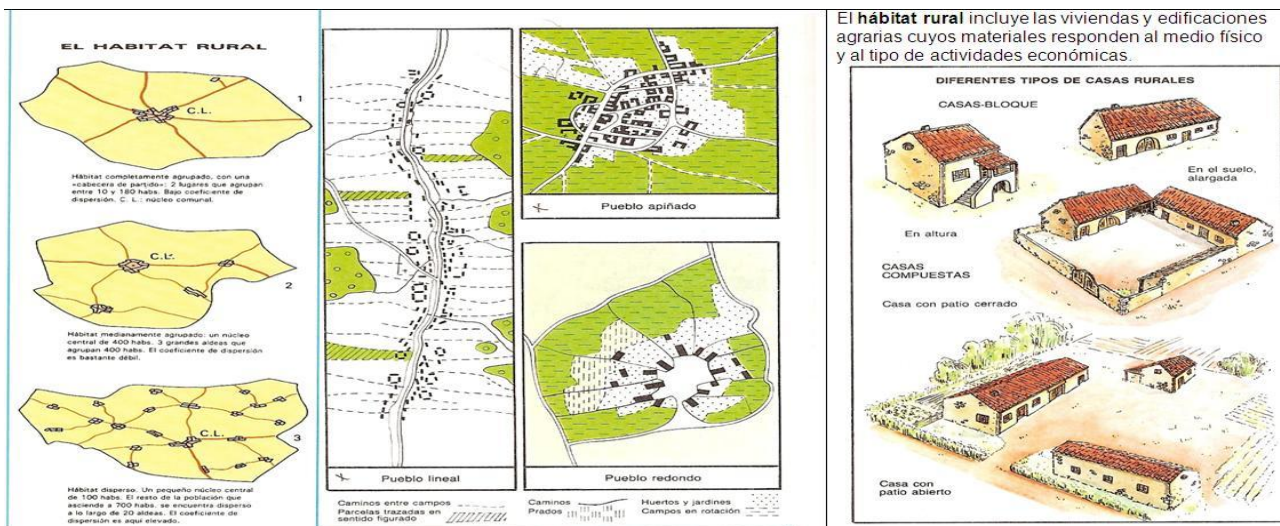 EL HABITAT RURAL
C.L.
1
Hábitat completamente agrupado, con una
«cabecera de partido»: 2 lugares que agrupan
entre 10 y 180 habs. Bajo coeficiente de
dispersión. C. L.: núcleo comunal.
C.L.
2
Hábitat medianamente agrupado: un núcleo
central de 400 habs. 3 grandes aldeas que
agrupan 400 habs. El coeficiente de dispersión
es bastante débil.
C.L.
3
Hábitat disperso. Un pequeño núcleo central
de 100 habs. El resto de la población que
asciende a 700 habs. se encuentra disperso
a lo largo de 20 aldeas. El coeficiente de
dispersión es aquí elevado.
Pueblo lineal
Pueblo apiñado
Pueblo redondo
Caminos entre campos
Parcelas trazadas en
sentido figurado
Caminos
Prados
Huertos y jardines
Campos en rotación
El hábitat rural incluye las viviendas y edificaciones
agrarias cuyos materiales responden al medio físico
y al tipo de actividades económicas.
DIFERENTES TIPOS DE CASAS RURALES
CASAS-BLOQUE
En el suelo,
alargada
En altura
CASAS
COMPUESTAS
Casa con patio cerrado
Casa con
patio abierto